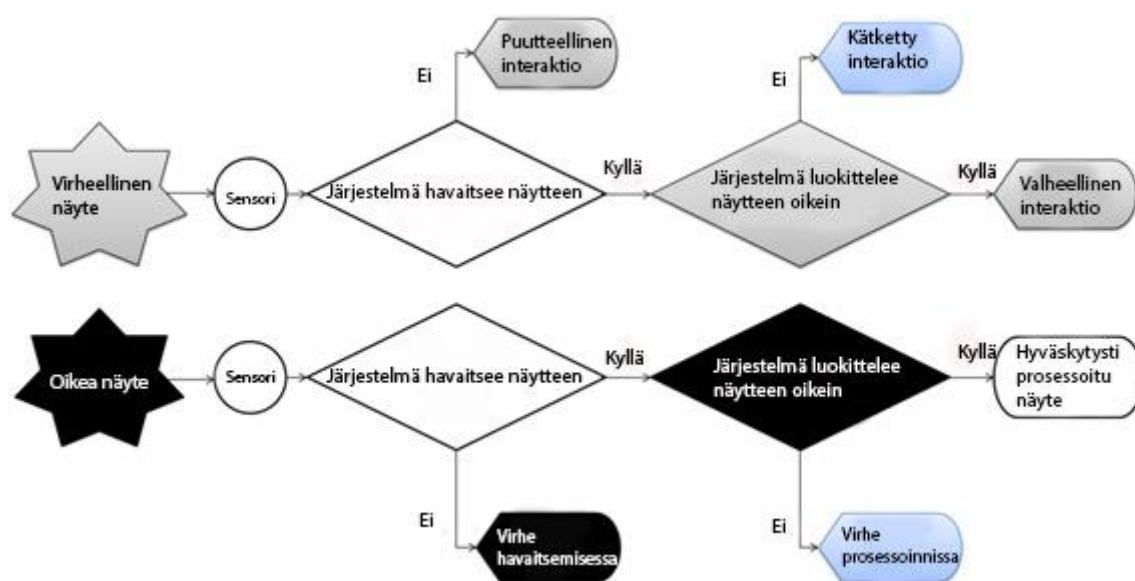 Puutteellinen
interaktio
Kätketty
interaktio
Ei
Ei
Virheellinen
näyte
Sensori
Järjestelmä havaitsee näytteen
Kyllä
Järjestelmä luokittelee
näytteen oikein
Kyllä
Valheellinen
interaktio
Oikea näyte
Sensori
Järjestelmä havaitsee näytteen
Kyllä
Järjestelmä luokittelee
näytteen oikein
Kyllä
Hyväskytysti
prosessoitu
näyte
Ei
Ei
Virhe
havaitsemisessa
Virhe
prosessoinnissa